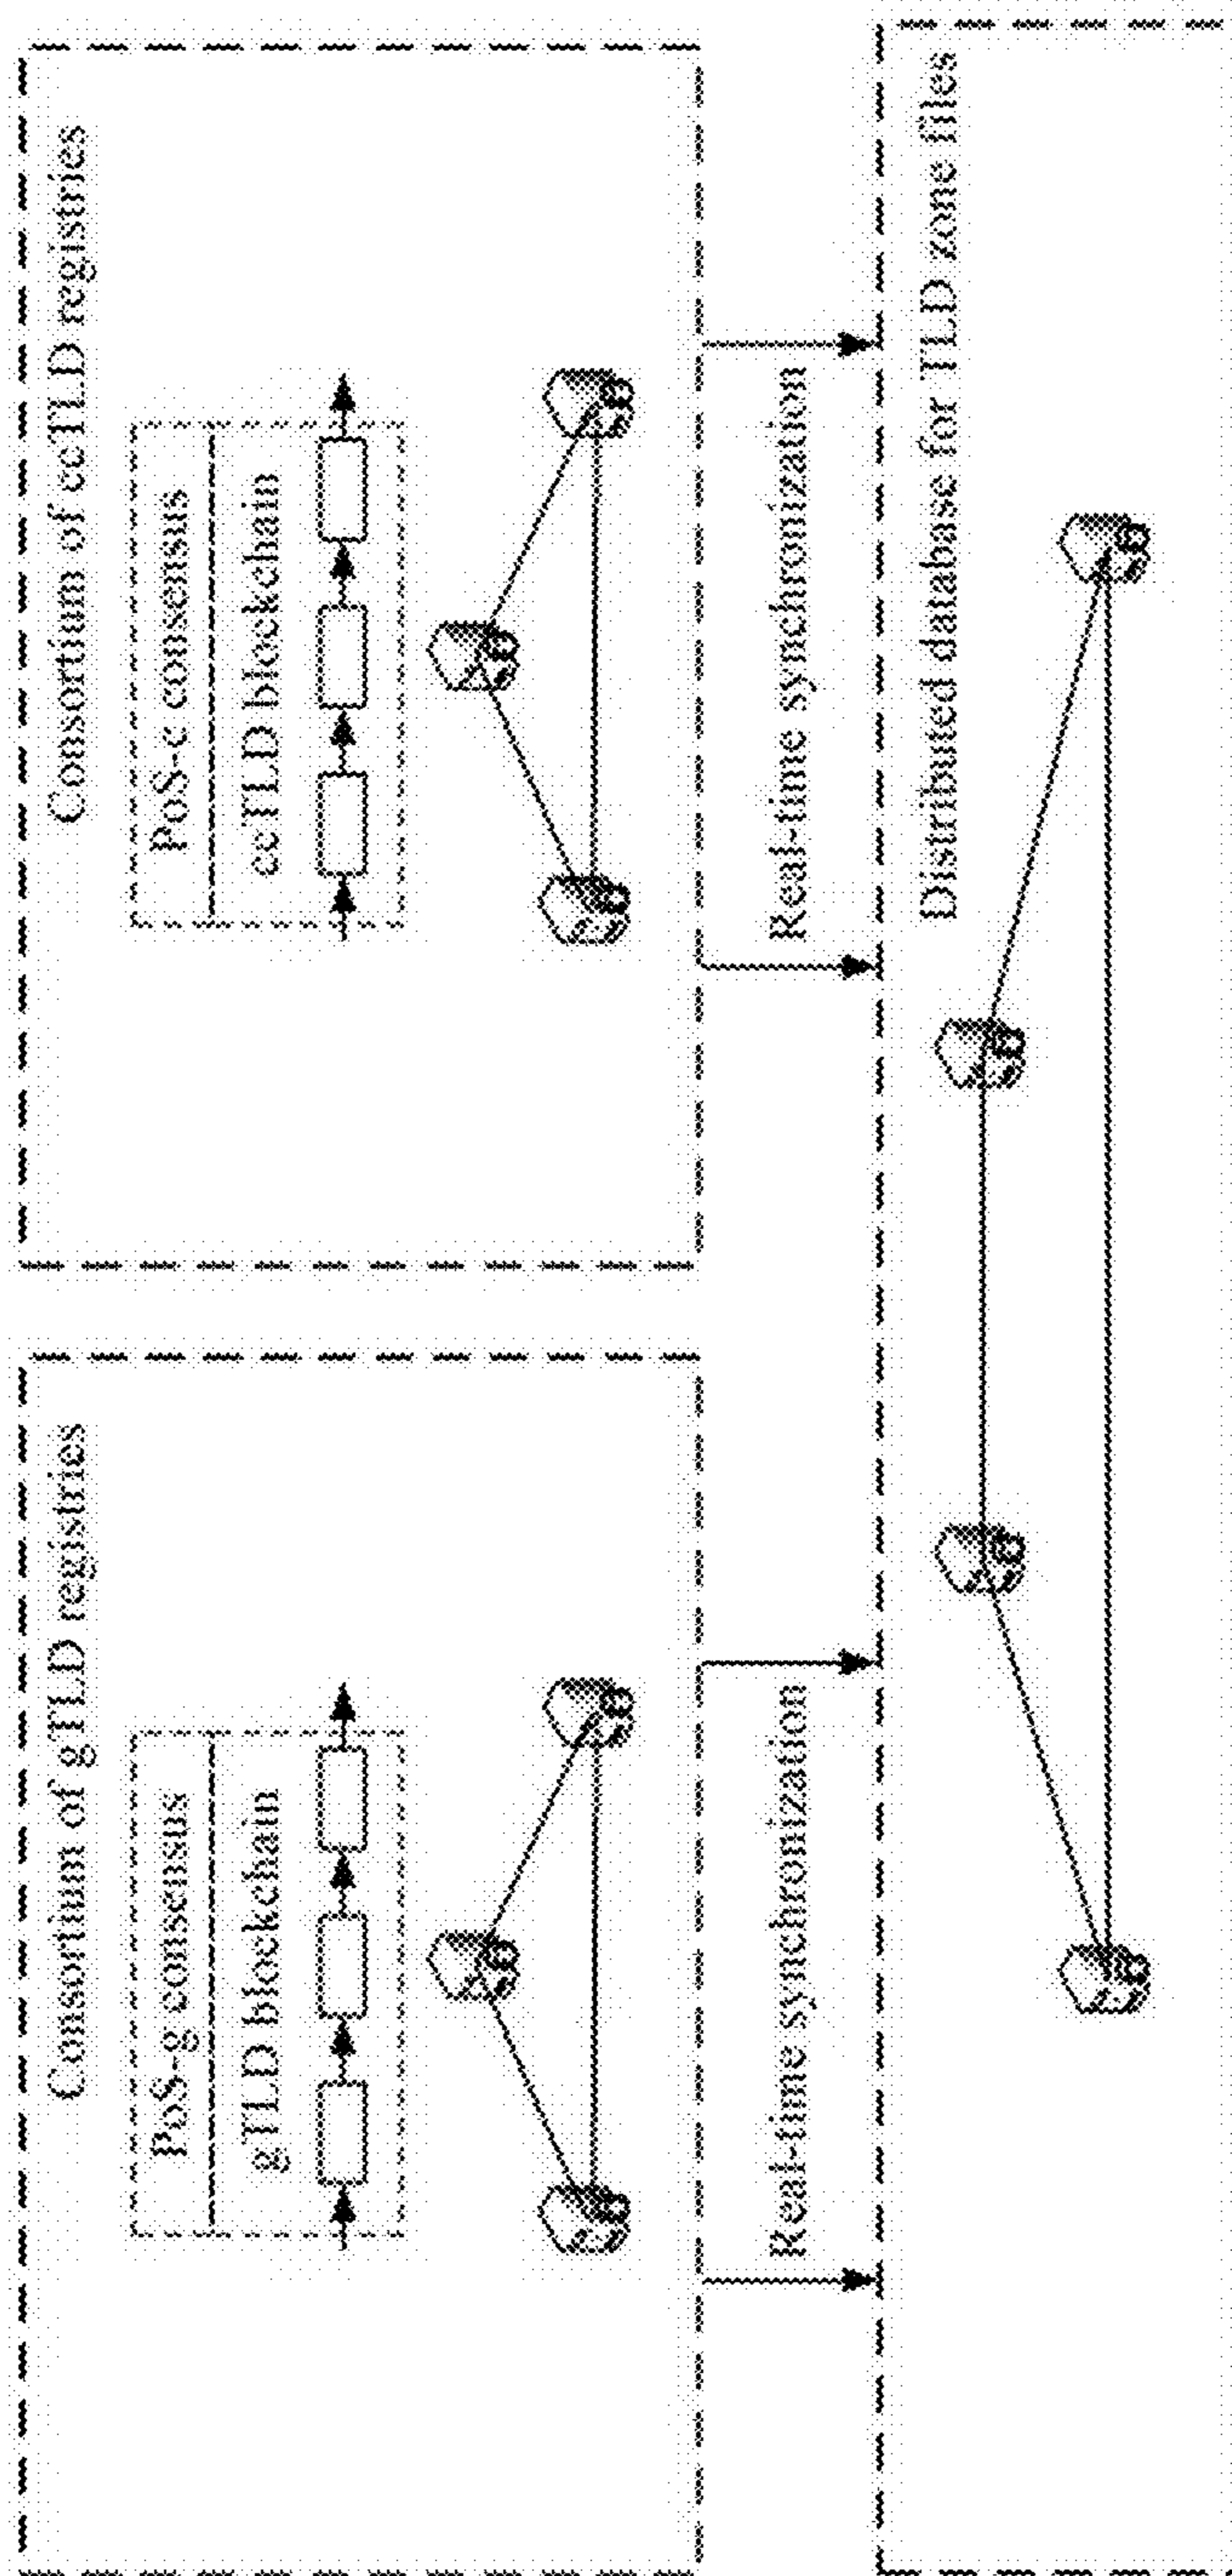 Consortium of gTLD registries
PoS-g consensus
gTLD blockchain
Consortium of ccTLD registries
PoS-c consensus
ccTLD blockchain
Real-time synchronization
Real-time synchronization
Distributed database for TLD zone files